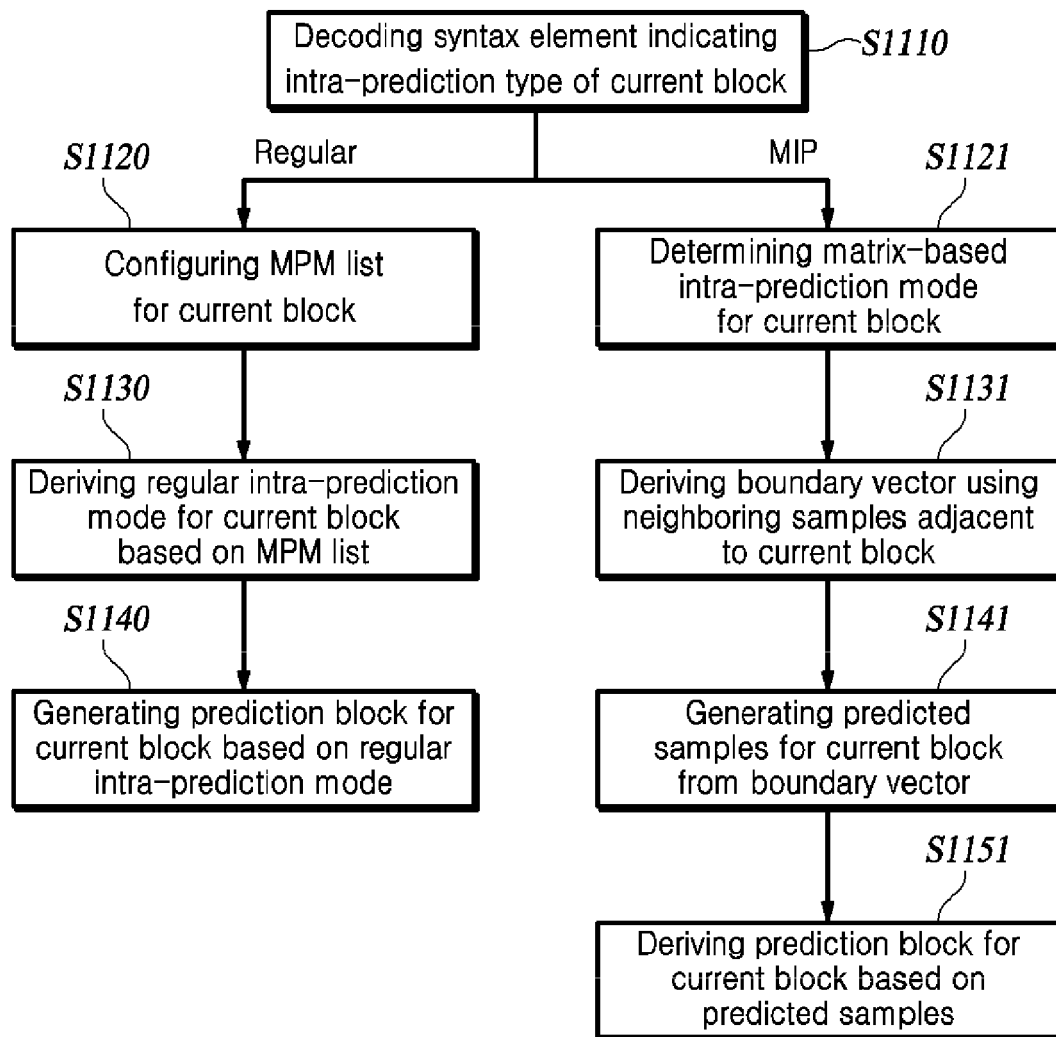 Decoding syntax element indicating
intra-prediction type of current block
S1110
Regular
MIP
S1120
S1121
Configuring MPM list
for current block
Determining matrix-based
intra-prediction mode
for current block
S1130
S1131
Deriving regular intra-prediction
mode for current block
based on MPM list
Deriving boundary vector using
neighboring samples adjacent
to current block
S1140
S1141
Generating prediction block for
current block based on regular
intra-prediction mode
Generating predicted
samples for current block
from boundary vector
S1151
Deriving prediction block for
current block based on
predicted samples